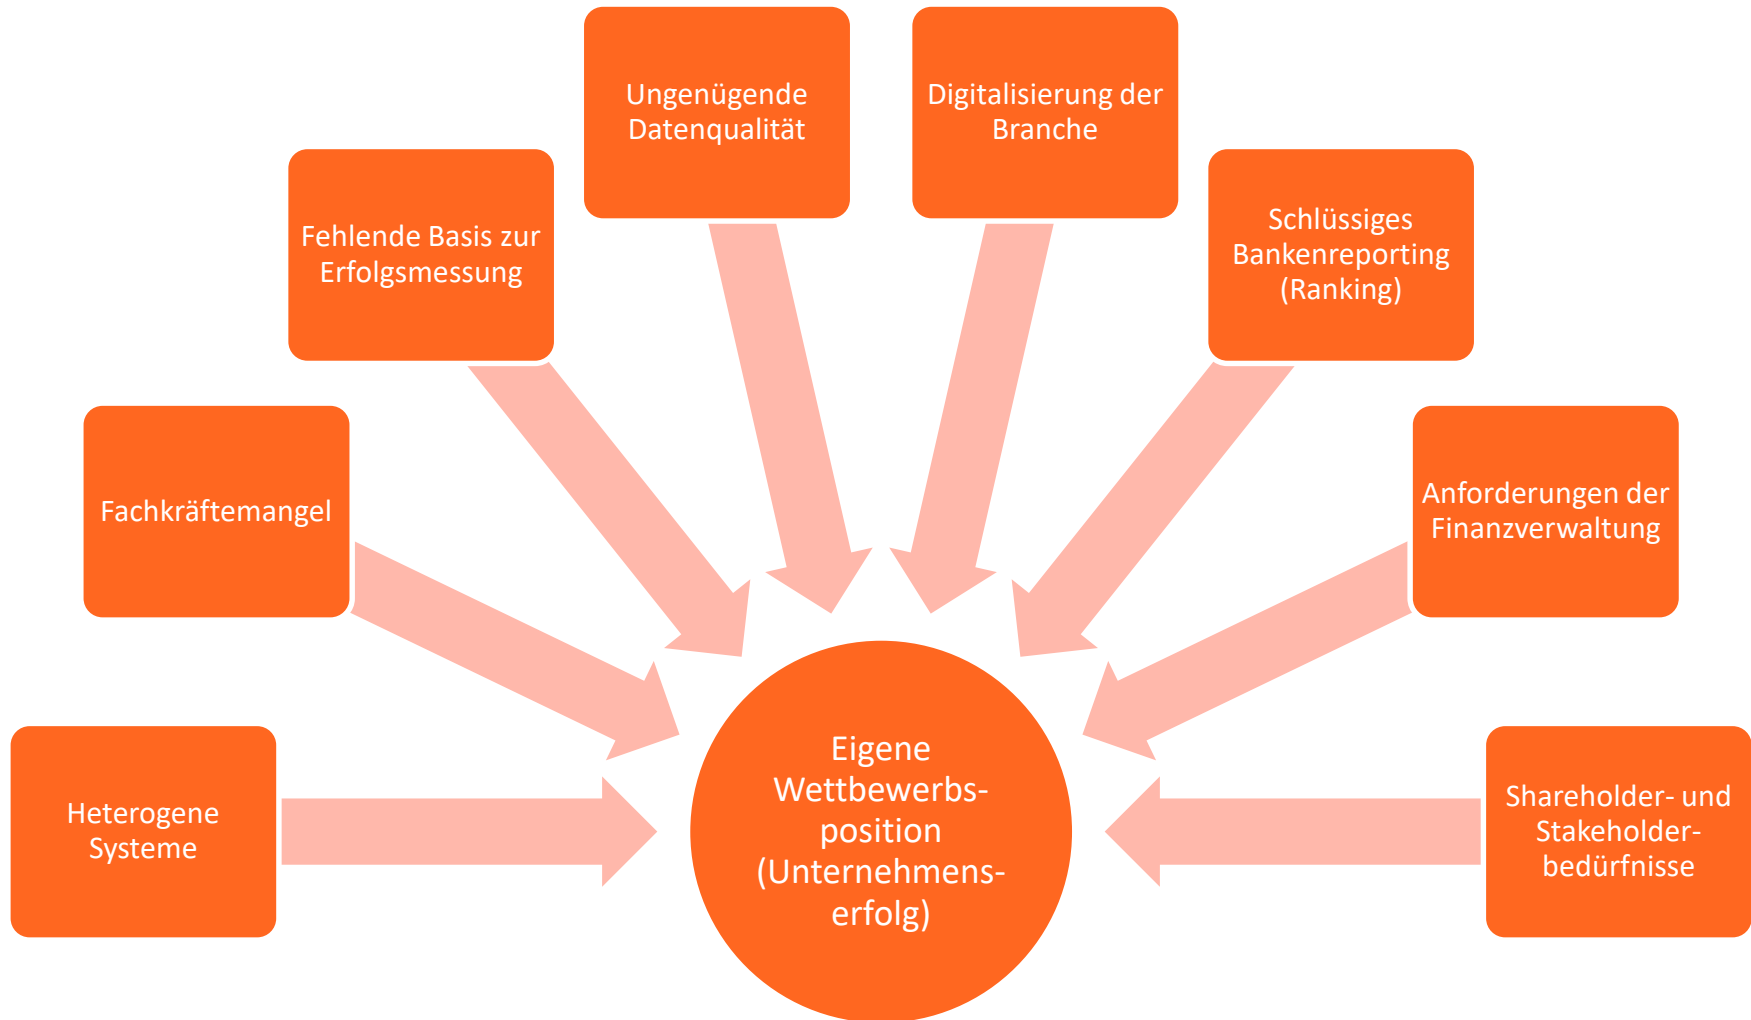 Ungenügende
Datenqualität
Digitalisierung der
Branche
Fehlende Basis zur
Erfolgsmessung
Schlüssiges
Bankenreporting
(Ranking)
Fachkräftemangel
Anforderungen der
Finanzverwaltung
Heterogene
Systeme
Eigene
Wettbewerbs-
position
(Unternehmens-
erfolg)
Shareholder- und
Stakeholder-
bedürfnisse